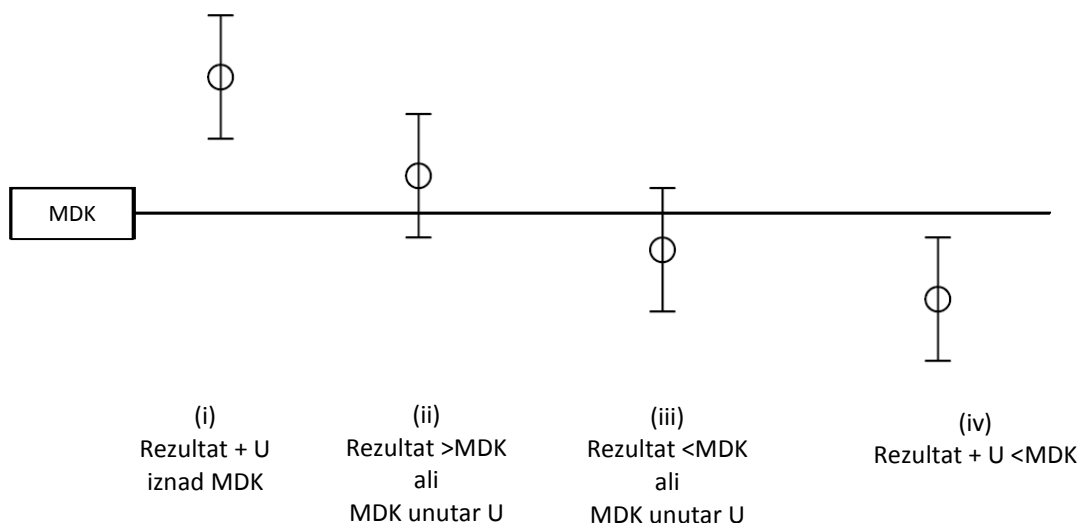 MDK
(i)
Rezultat + U
iznad MDK
(ii)
Rezultat >MDK
ali
MDK unutar U
(iii)
Rezultat <MDK
ali
MDK unutar U
(iv)
Rezultat + U <MDK